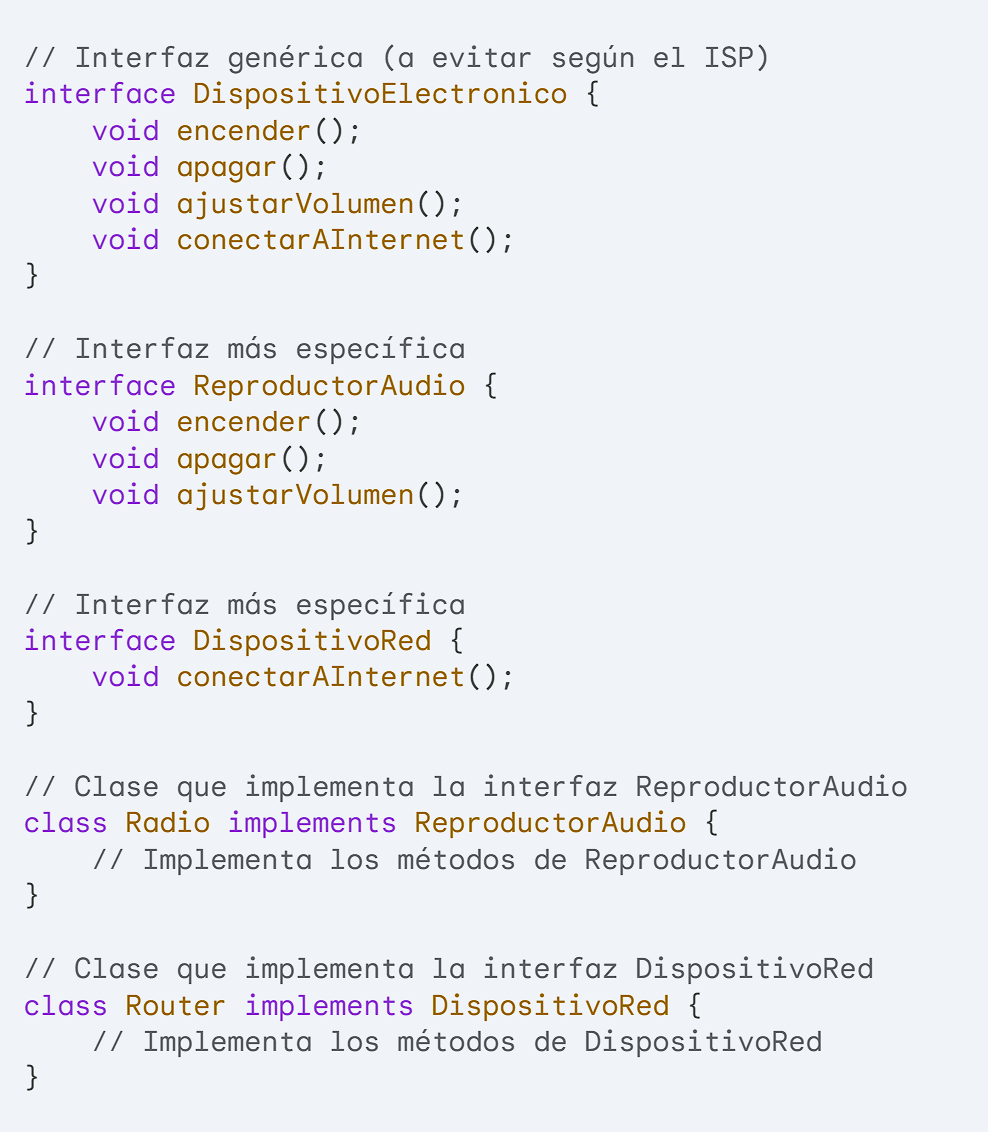 // Interfaz genérica (a evitar según el ISP)
interface DispositivoElectronico {
    void encender();
    void apagar();
    void ajustarVolumen();
    void conectarAInternet();
}

// Interfaz más específica
interface ReproductorAudio {
    void encender();
    void apagar();
    void ajustarVolumen();
}

// Interfaz más específica
interface DispositivoRed {
    void conectarAInternet();
}

// Clase que implementa la interfaz ReproductorAudio
class Radio implements ReproductorAudio {
    // Implementa los métodos de ReproductorAudio
}

// Clase que implementa la interfaz DispositivoRed
class Router implements DispositivoRed {
    // Implementa los métodos de DispositivoRed
}